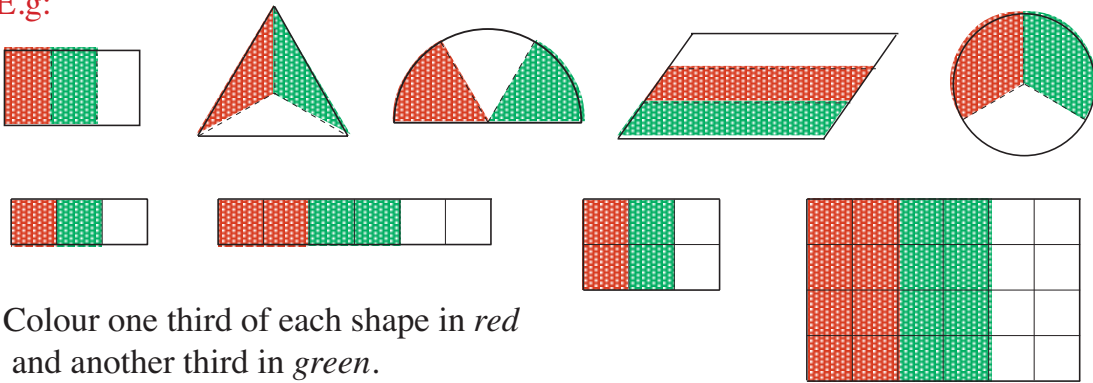 E.g:
Colour one third of each shape in red
and another third in green.